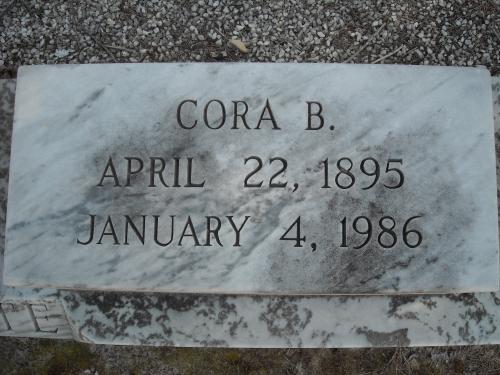 CORA B.
APRIL 22, 1895
JANUARY 4, 1986